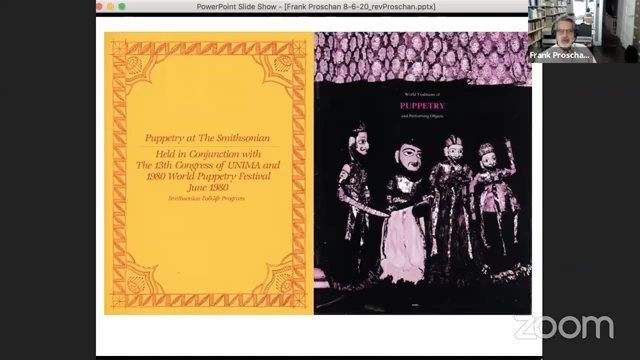 PowerPoint Slide Show - [Frank Proschan 8-6-20_revProschan.pptx]
Frank Proscha...
Puppetry at The Smithsonian
Held in Conjunction with
The 13th Congress of UNIMA and
1980 World Puppetry Festival
June 1980
Smithsonian Folklife Program
World Traditions of
PUPPETRY
and Performing Objects
zoom